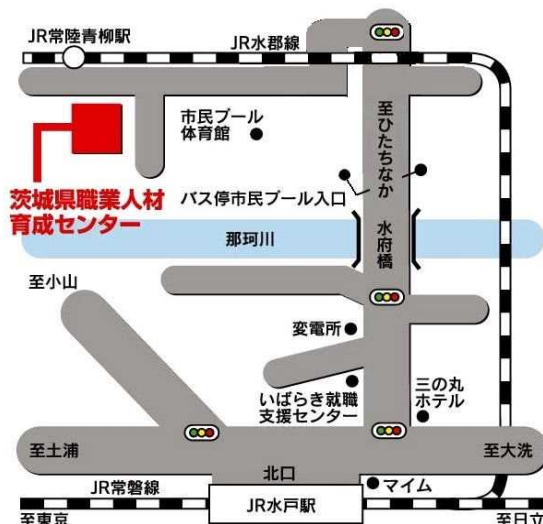 JR常陸青柳駅
JR水郡線
市民プール
体育館
至ひたちなか
茨城県職業人材
育成センター
バス停市民プール入口
那珂川
水府橋
至小山
変電所
いばらき就職
支援センター
三の丸
ホテル
至土浦
至大洗
北口
JR常磐線
マイム
JR水戸駅
至東京
至日立